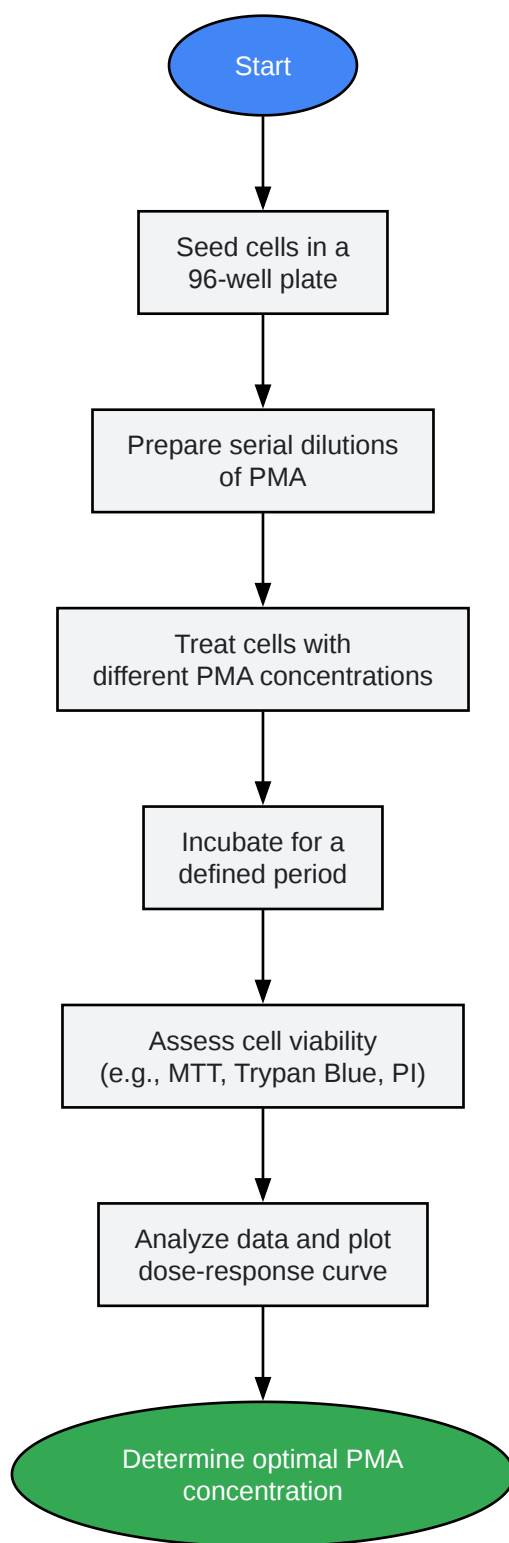 Start
Seed cells in a
96-well plate
Prepare serial dilutions
of PMA
Treat cells with
different PMA concentrations
Incubate for a
defined period
Assess cell viability
(e.g., MTT, Trypan Blue, PI)
Analyze data and plot
dose-response curve
Determine optimal PMA
concentration